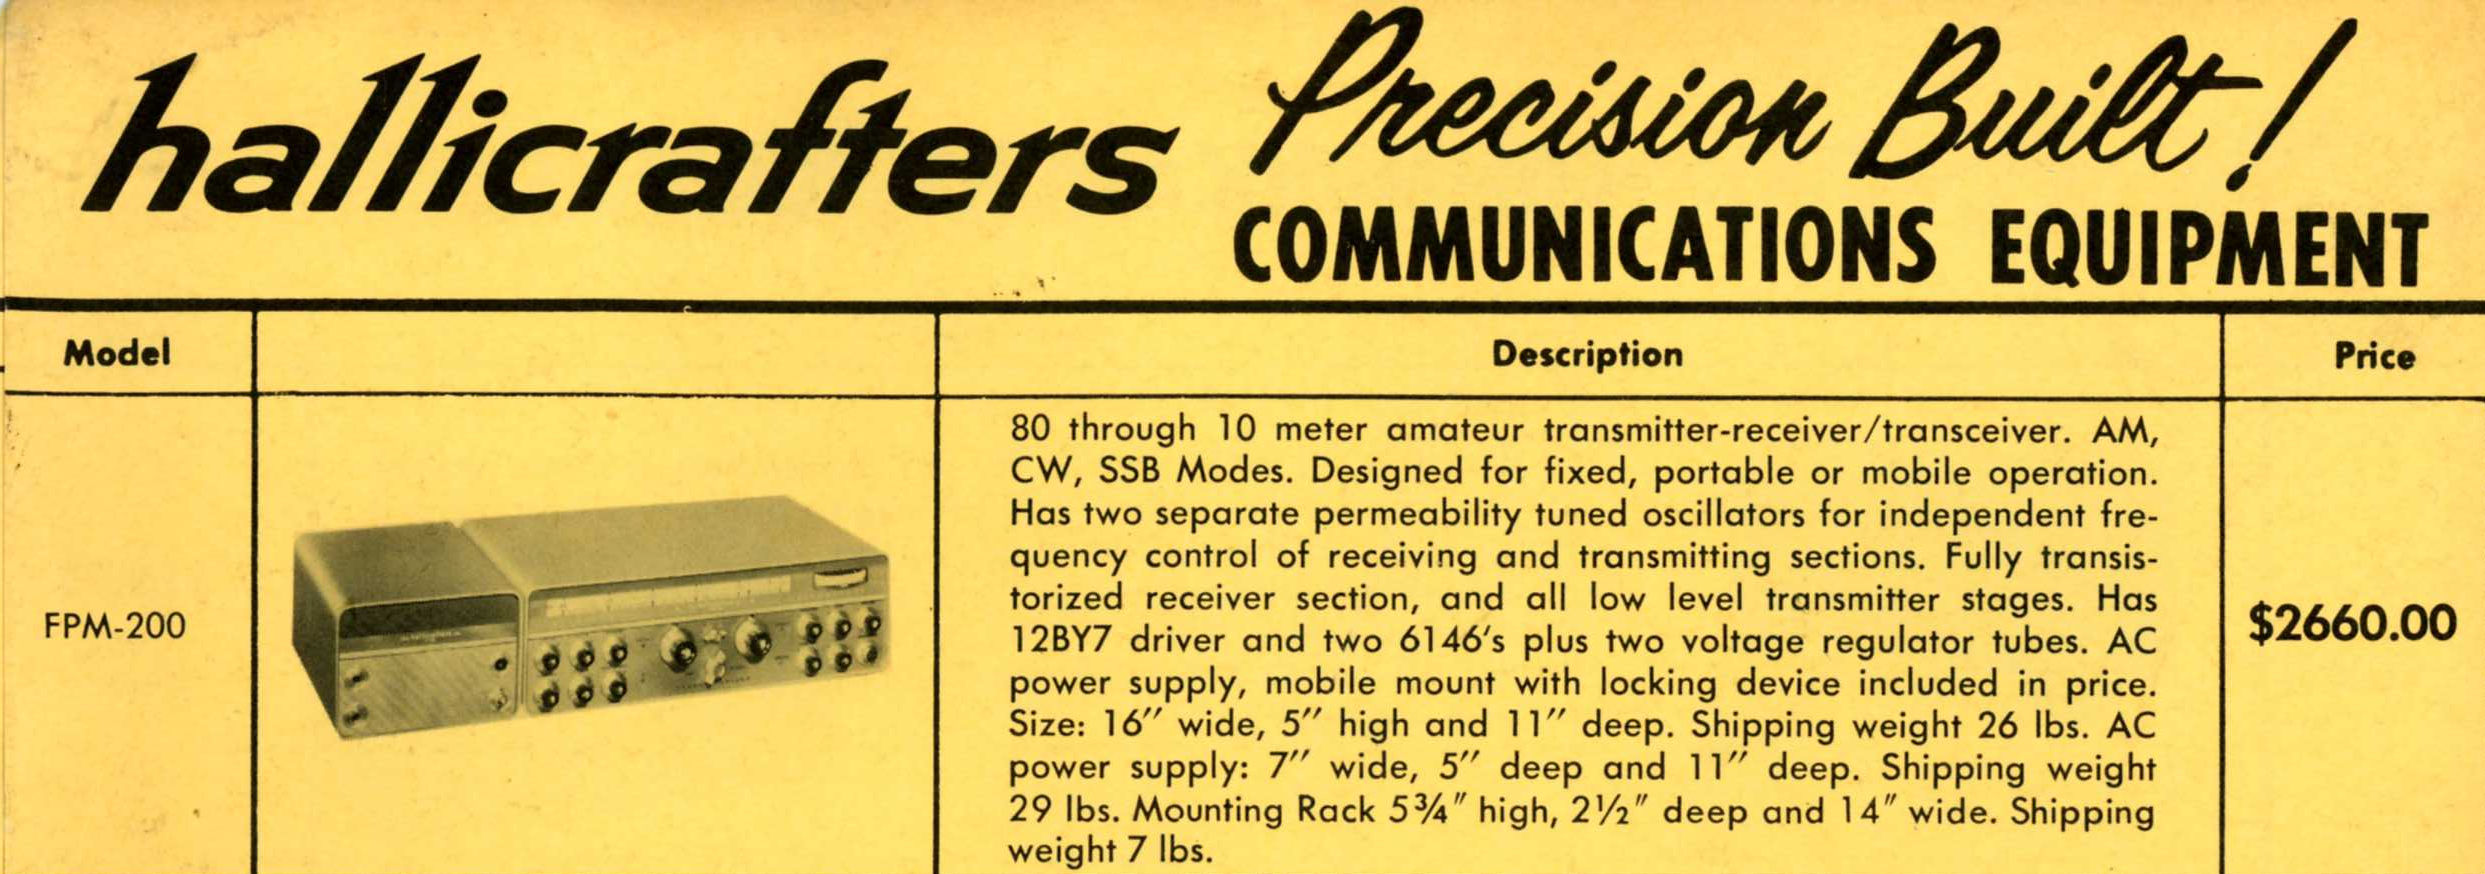 hallicrafters Precision Built!
COMMUNICATIONS EQUIPMENT
Model Description Price
80 through 10 meter amateur transmitter-receiver/transceiver. AM,
CW, SSB Modes. Designed for fixed, portable or mobile operation.
Has two separate permeability tuned oscillators for independent fre-
quency control of receiving and transmitting sections. Fully transis-
torized receiver section, and all low level transmitter stages. Has
FPM-200 12BY7 driver and two 6146's plus two voltage regulator tubes. AC $2660.00
power supply, mobile mount with locking device included in price.
Size: 16″ wide, 5″ high and 11″ deep. Shipping weight 26 lbs. AC
power supply: 7″ wide, 5″ deep and 11″ deep. Shipping weight
29 lbs. Mounting Rack 5¾″ high, 2½″ deep and 14″ wide. Shipping
weight 7 lbs.